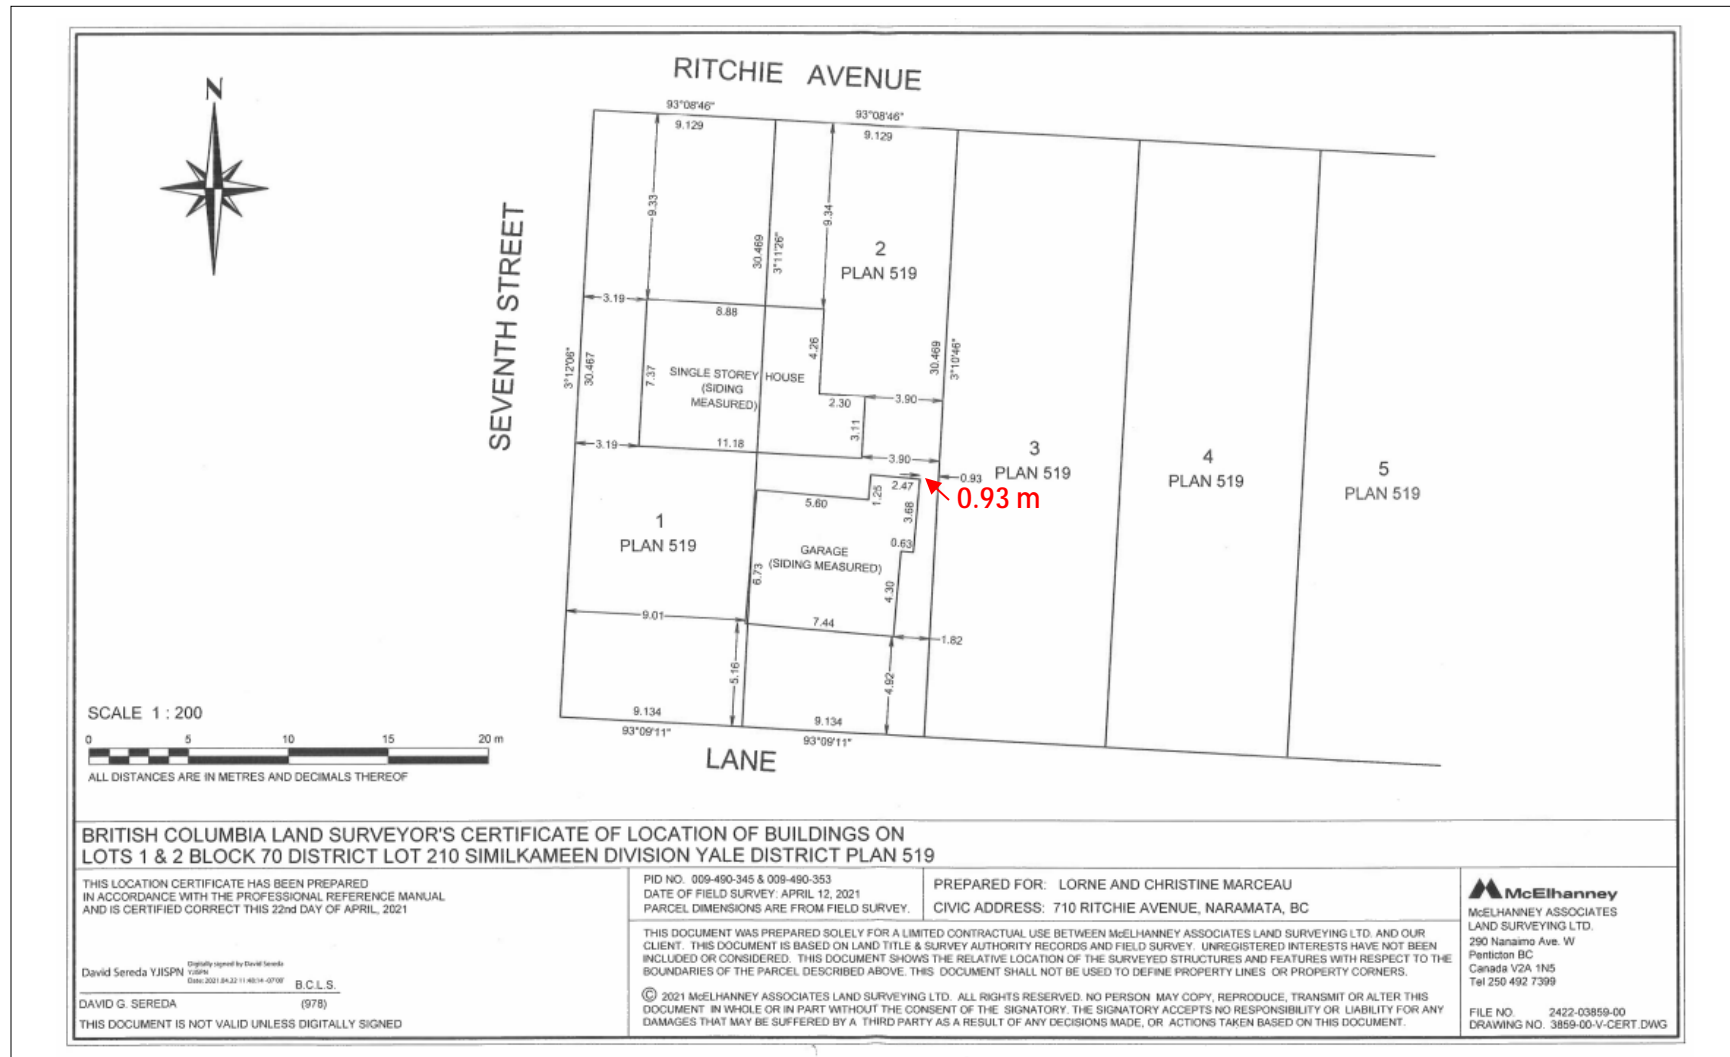 RITCHIE AVENUE
N
93°08'46"
93°08'46"
9.129
9.129
9.33
9.34
SEVENTH STREET
30.469
3°11'26"
2
PLAN 519
3.19
8.88
3°12'06"
30.467
7.37
4.26
30.469
3°10'46"
SINGLE STOREY HOUSE
(SIDING
MEASURED)
2.30
3.90
3.11
3.19
11.18
3.90
3
PLAN 519
4
PLAN 519
5
PLAN 519
0.93
0.93 m
2.47
1.25
5.60
3.68
1
PLAN 519
0.63
GARAGE
(SIDING MEASURED)
6.73
4.30
9.01
7.44
1.82
5.16
4.92
9.134
9.134
93°09'11"
93°09'11"
LANE
SCALE 1 : 200
0 5 10 15 20 m
ALL DISTANCES ARE IN METRES AND DECIMALS THEREOF
BRITISH COLUMBIA LAND SURVEYOR'S CERTIFICATE OF LOCATION OF BUILDINGS ON
LOTS 1 & 2 BLOCK 70 DISTRICT LOT 210 SIMILKAMEEN DIVISION YALE DISTRICT PLAN 519
THIS LOCATION CERTIFICATE HAS BEEN PREPARED
IN ACCORDANCE WITH THE PROFESSIONAL REFERENCE MANUAL
AND IS CERTIFIED CORRECT THIS 22nd DAY OF APRIL, 2021
David Sereda YJISPN
Digitally signed by David Sereda
YJISPN
Date: 2021.04.22 11:40:14 -07'00'
B.C.L.S.
DAVID G. SEREDA (978)
THIS DOCUMENT IS NOT VALID UNLESS DIGITALLY SIGNED
PID NO. 009-490-345 & 009-490-353
DATE OF FIELD SURVEY: APRIL 12, 2021
PARCEL DIMENSIONS ARE FROM FIELD SURVEY.
PREPARED FOR: LORNE AND CHRISTINE MARCEAU
CIVIC ADDRESS: 710 RITCHIE AVENUE, NARAMATA, BC
THIS DOCUMENT WAS PREPARED SOLELY FOR A LIMITED CONTRACTUAL USE BETWEEN McELHANNEY ASSOCIATES LAND SURVEYING LTD. AND OUR
CLIENT. THIS DOCUMENT IS BASED ON LAND TITLE & SURVEY AUTHORITY RECORDS AND FIELD SURVEY. UNREGISTERED INTERESTS HAVE NOT BEEN
INCLUDED OR CONSIDERED. THIS DOCUMENT SHOWS THE RELATIVE LOCATION OF THE SURVEYED STRUCTURES AND FEATURES WITH RESPECT TO THE
BOUNDARIES OF THE PARCEL DESCRIBED ABOVE. THIS DOCUMENT SHALL NOT BE USED TO DEFINE PROPERTY LINES OR PROPERTY CORNERS.
© 2021 McELHANNEY ASSOCIATES LAND SURVEYING LTD. ALL RIGHTS RESERVED. NO PERSON MAY COPY, REPRODUCE, TRANSMIT OR ALTER THIS
DOCUMENT IN WHOLE OR IN PART WITHOUT THE CONSENT OF THE SIGNATORY. THE SIGNATORY ACCEPTS NO RESPONSIBILITY OR LIABILITY FOR ANY
DAMAGES THAT MAY BE SUFFERED BY A THIRD PARTY AS A RESULT OF ANY DECISIONS MADE, OR ACTIONS TAKEN BASED ON THIS DOCUMENT.
McElhanney
McELHANNEY ASSOCIATES
LAND SURVEYING LTD.
290 Nanaimo Ave. W
Penticton BC
Canada V2A 1N5
Tel 250 492 7399
FILE NO. 2422-03859-00
DRAWING NO. 3859-00-V-CERT.DWG